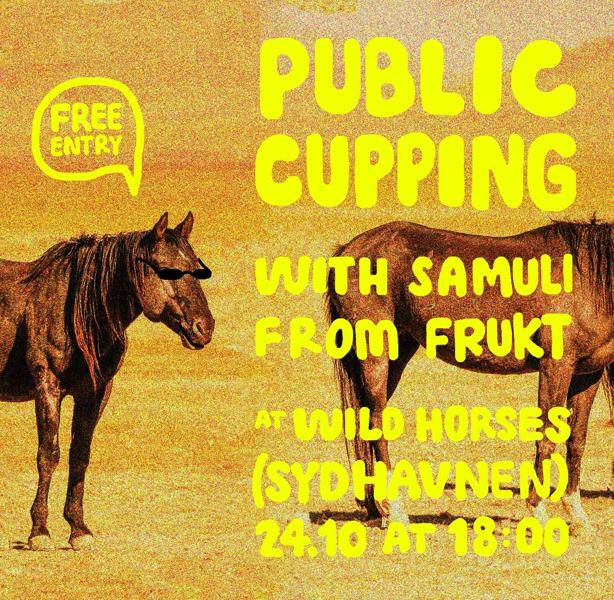 FREE
ENTRY
PUBLIC
CUPPING
WITH SAMULI
FROM FRUKT
AT WILD HORSES
(SYDHAVNEN)
24.10 AT 18:00